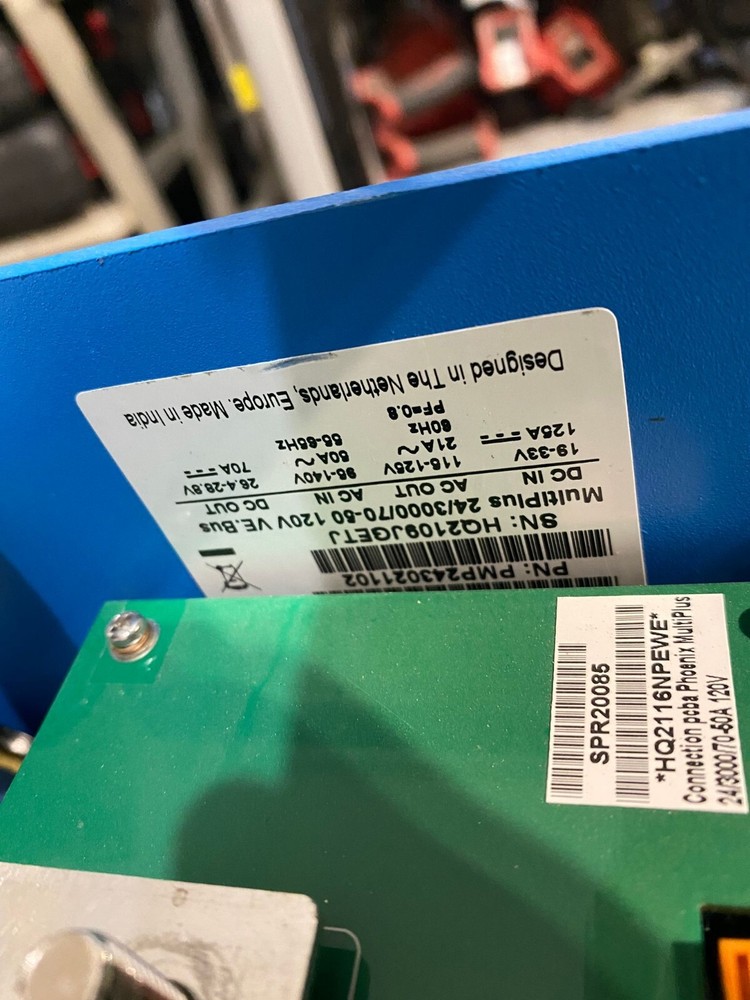 PN: PMP243021102
SN: HQ2109JGETJ
MultiPlus 24/3000/70-50 120V VE.Bus
DC IN AC OUT AC IN DC OUT
19-33V 115-125V 95-140V 26.4-28.8V
125A 21A ~ 50A ~ 70A
60Hz 55-65Hz
PF=0.8
Designed in The Netherlands, Europe. Made in India
SPR20085
*HQ2116NPEWE*
Connection pcba Phoenix MultiPlus
24/3000/70-50A 120V